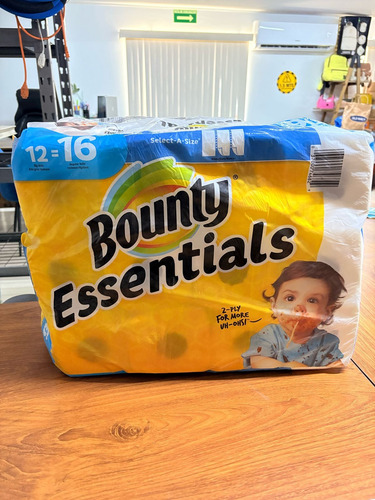 12=16
Select-A-Size®
Bounty®
Essentials
2-PLY
FOR MORE
UH-OHS!